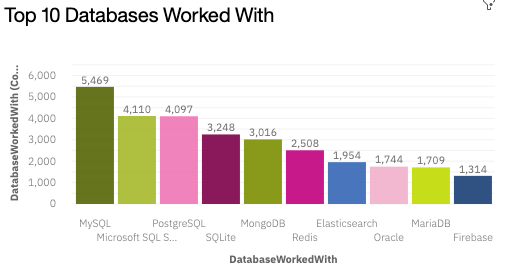 Top 10 Databases Worked With
DatabaseWorkedWith (Co...
6,000
5,000
4,000
3,000
2,000
1,000
0
5,469
4,110
4,097
3,248
3,016
2,508
1,954
1,744
1,709
1,314
MySQL
Microsoft SQL S...
PostgreSQL
SQLite
MongoDB
Redis
Elasticsearch
Oracle
MariaDB
Firebase
DatabaseWorkedWith